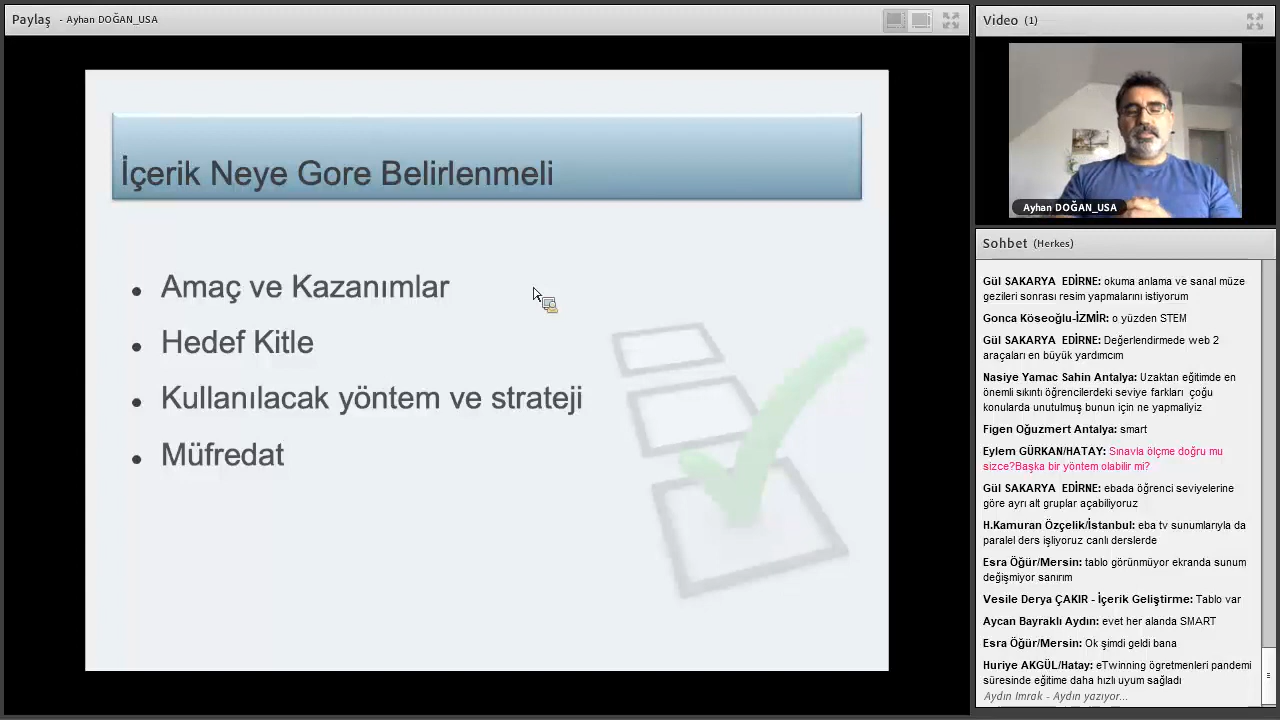 Paylaş - Ayhan DOĞAN_USA
İçerik Neye Gore Belirlenmeli
• Amaç ve Kazanımlar
• Hedef Kitle
• Kullanılacak yöntem ve strateji
• Müfredat
Video (1)
Ayhan DOĞAN_USA
Sohbet (Herkes)
Gül SAKARYA EDİRNE: okuma anlama ve sanal müze
gezileri sonrası resim yapmalarını istiyorum
Gonca Köseoğlu-İZMİR: o yüzden STEM
Gül SAKARYA EDİRNE: Değerlendirmede web 2
araçaları en büyük yardımcım
Nasiye Yamac Sahin Antalya: Uzaktan eğitimde en
önemli sıkıntı öğrencilerdeki seviye farkları çoğu
konularda unutulmuş bunun için ne yapmaliyiz
Figen Oğuzmert Antalya: smart
Eylem GÜRKAN/HATAY: Sınavla ölçme doğru mu
sizce?Başka bir yöntem olabilir mi?
Gül SAKARYA EDİRNE: ebada öğrenci seviyelerine
göre ayrı alt gruplar açabiliyoruz
H.Kamuran Özçelik/İstanbul: eba tv sunumlarıyla da
paralel ders işliyoruz canlı derslerde
Esra Öğür/Mersin: tablo görünmüyor ekranda sunum
değişmiyor sanırım
Vesile Derya ÇAKIR - İçerik Geliştirme: Tablo var
Aycan Bayraklı Aydın: evet her alanda SMART
Esra Öğür/Mersin: Ok şimdi geldi bana
Huriye AKGÜL/Hatay: eTwinning ögretmenleri pandemi
süresinde eğitime daha hızlı uyum sağladı
Aydın Imrak - Aydın yazıyor...